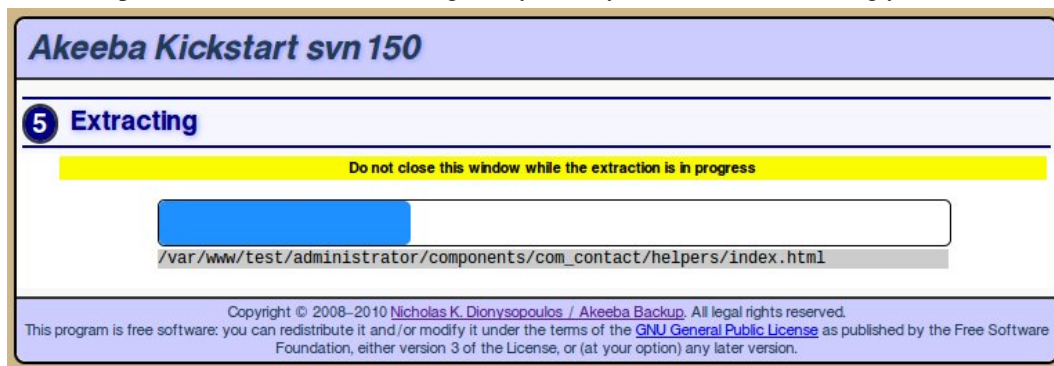 Akeeba Kickstart svn 150
5 Extracting
Do not close this window while the extraction is in progress
/var/www/test/administrator/components/com_contact/helpers/index.html
Copyright © 2008–2010 Nicholas K. Dionysopoulos / Akeeba Backup. All legal rights reserved.
This program is free software: you can redistribute it and/or modify it under the terms of the GNU General Public License as published by the Free Software
Foundation, either version 3 of the License, or (at your option) any later version.